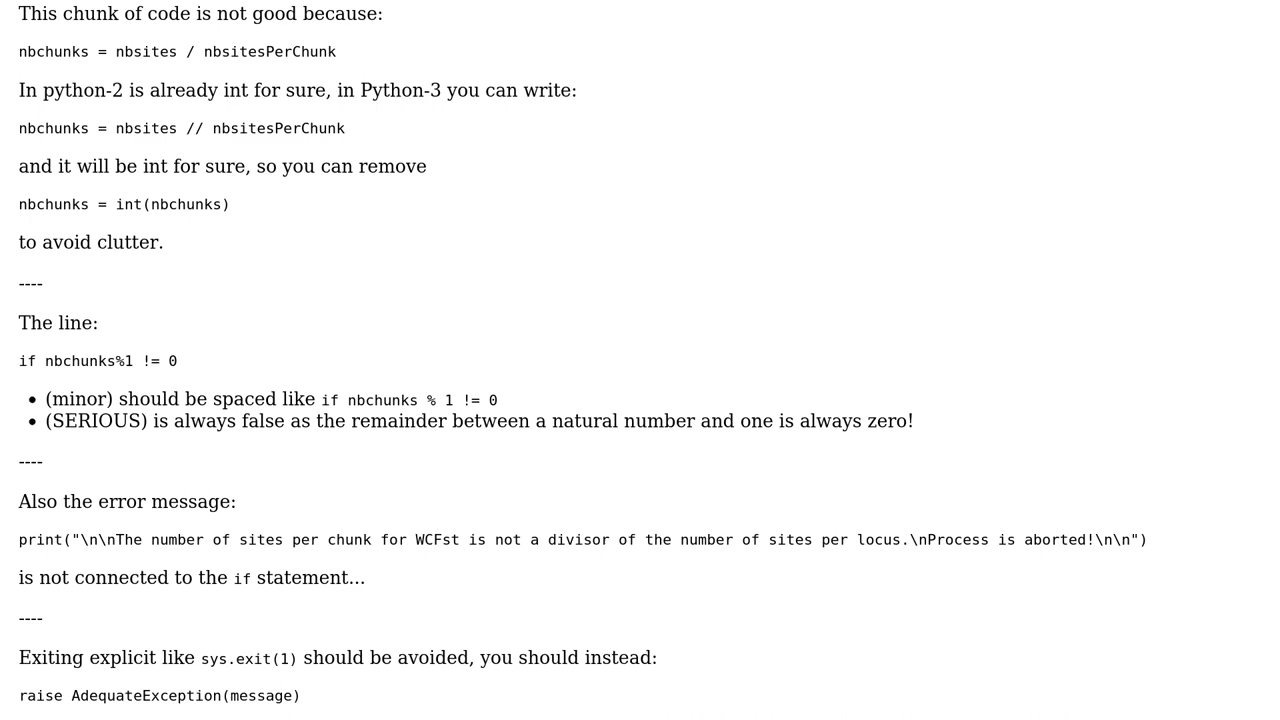 This chunk of code is not good because:
nbchunks = nbsites / nbsitesPerChunk
In python-2 is already int for sure, in Python-3 you can write:
nbchunks = nbsites // nbsitesPerChunk
and it will be int for sure, so you can remove
nbchunks = int(nbchunks)
to avoid clutter.
----
The line:
if nbchunks%1 != 0
• (minor) should be spaced like if nbchunks % 1 != 0
• (SERIOUS) is always false as the remainder between a natural number and one is always zero!
----
Also the error message:
print("\n\nThe number of sites per chunk for WCFst is not a divisor of the number of sites per locus.\nProcess is aborted!\n\n")
is not connected to the if statement...
----
Exiting explicit like sys.exit(1) should be avoided, you should instead:
raise AdequateException(message)